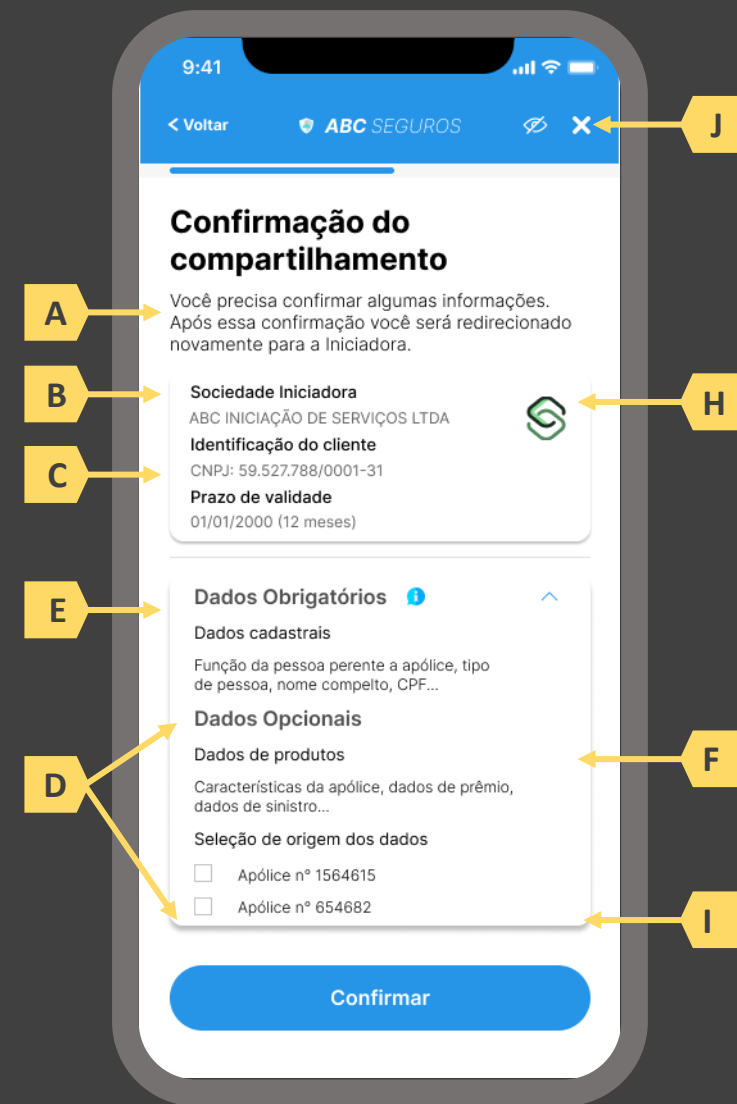 9:41
< Voltar
ABC SEGUROS
J
Confirmação do
compartilhamento
A
Você precisa confirmar algumas informações.
Após essa confirmação você será redirecionado
novamente para a Iniciadora.
B
Sociedade Iniciadora
ABC INICIAÇÃO DE SERVIÇOS LTDA
H
Identificação do cliente
C
CNPJ: 59.527.788/0001-31
Prazo de validade
01/01/2000 (12 meses)
E
Dados Obrigatórios
Dados cadastrais
Função da pessoa perente a apólice, tipo
de pessoa, nome compelto, CPF...
Dados Opcionais
D
Dados de produtos
F
Características da apólice, dados de prêmio,
dados de sinistro...
Seleção de origem dos dados
Apólice nº 1564615
Apólice nº 654682
I
Confirmar